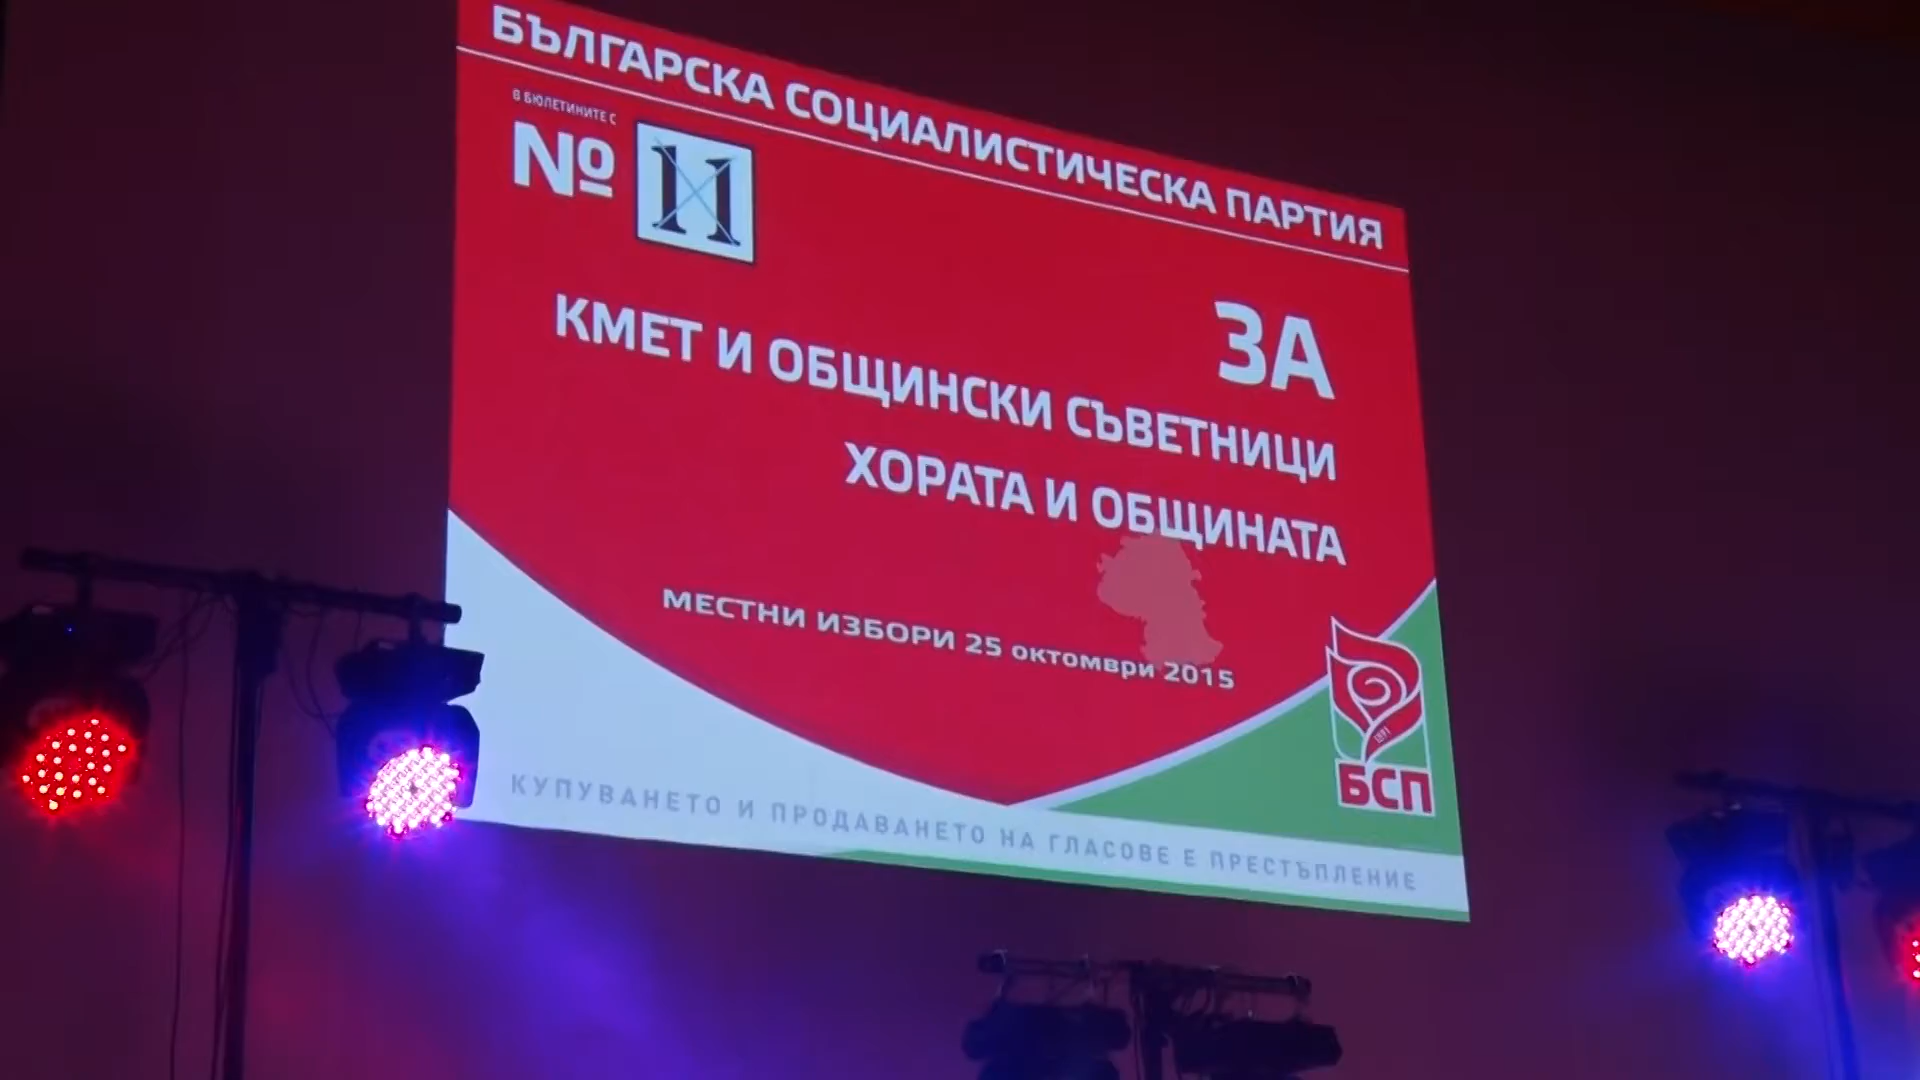 БЪЛГАРСКА СОЦИАЛИСТИЧЕСКА ПАРТИЯ
В БЮЛЕТИНИТЕ С
№ 11
ЗА
КМЕТ И ОБЩИНСКИ СЪВЕТНИЦИ
ХОРАТА И ОБЩИНАТА
МЕСТНИ ИЗБОРИ 25 октомври 2015
1891
БСП
КУПУВАНЕТО И ПРОДАВАНЕТО НА ГЛАСОВЕ Е ПРЕСТЪПЛЕНИЕ